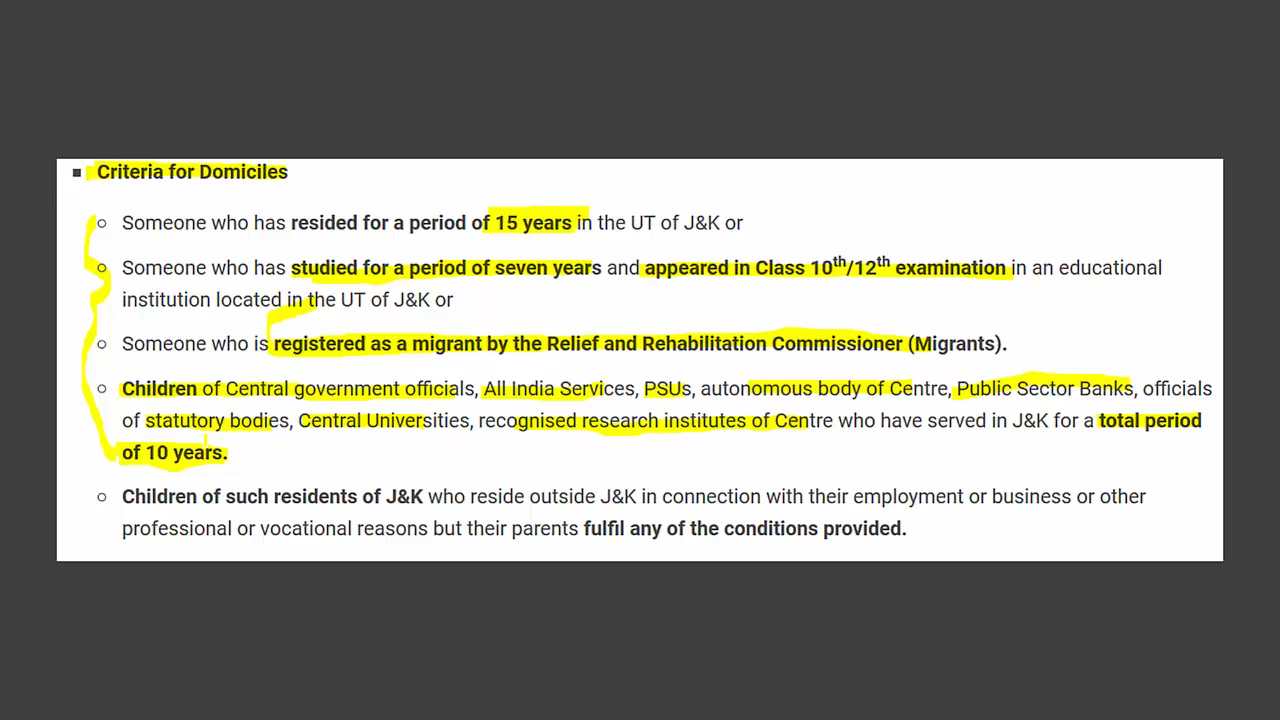 Criteria for Domiciles
Someone who has resided for a period of 15 years in the UT of J&K or
Someone who has studied for a period of seven years and appeared in Class 10th/12th examination in an educational
institution located in the UT of J&K or
Someone who is registered as a migrant by the Relief and Rehabilitation Commissioner (Migrants).
Children of Central government officials, All India Services, PSUs, autonomous body of Centre, Public Sector Banks, officials
of statutory bodies, Central Universities, recognised research institutes of Centre who have served in J&K for a total period
of 10 years.
Children of such residents of J&K who reside outside J&K in connection with their employment or business or other
professional or vocational reasons but their parents fulfil any of the conditions provided.